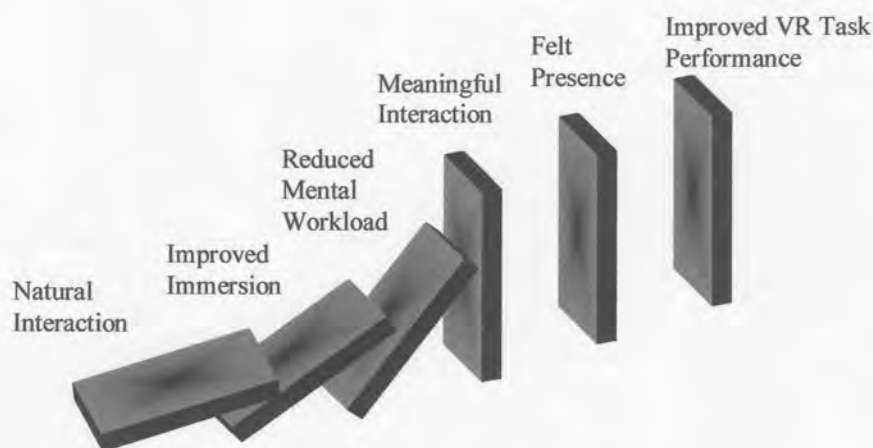 Natural
Interaction
Improved
Immersion
Reduced
Mental
Workload
Meaningful
Interaction
Felt
Presence
Improved VR Task
Performance